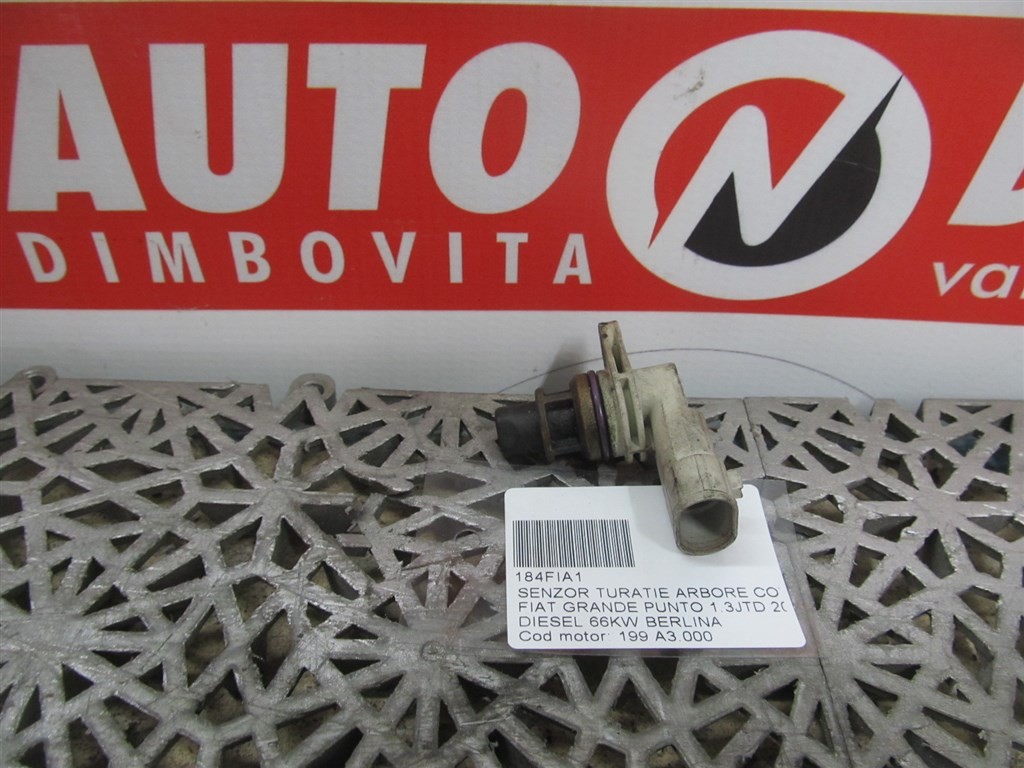 AUTO
DIMBOVITA
184FIA1
SENZOR TURATIE ARBORE CO
FIAT GRANDE PUNTO 1.3JTD 20
DIESEL 66KW BERLINA
Cod motor: 199 A3.000